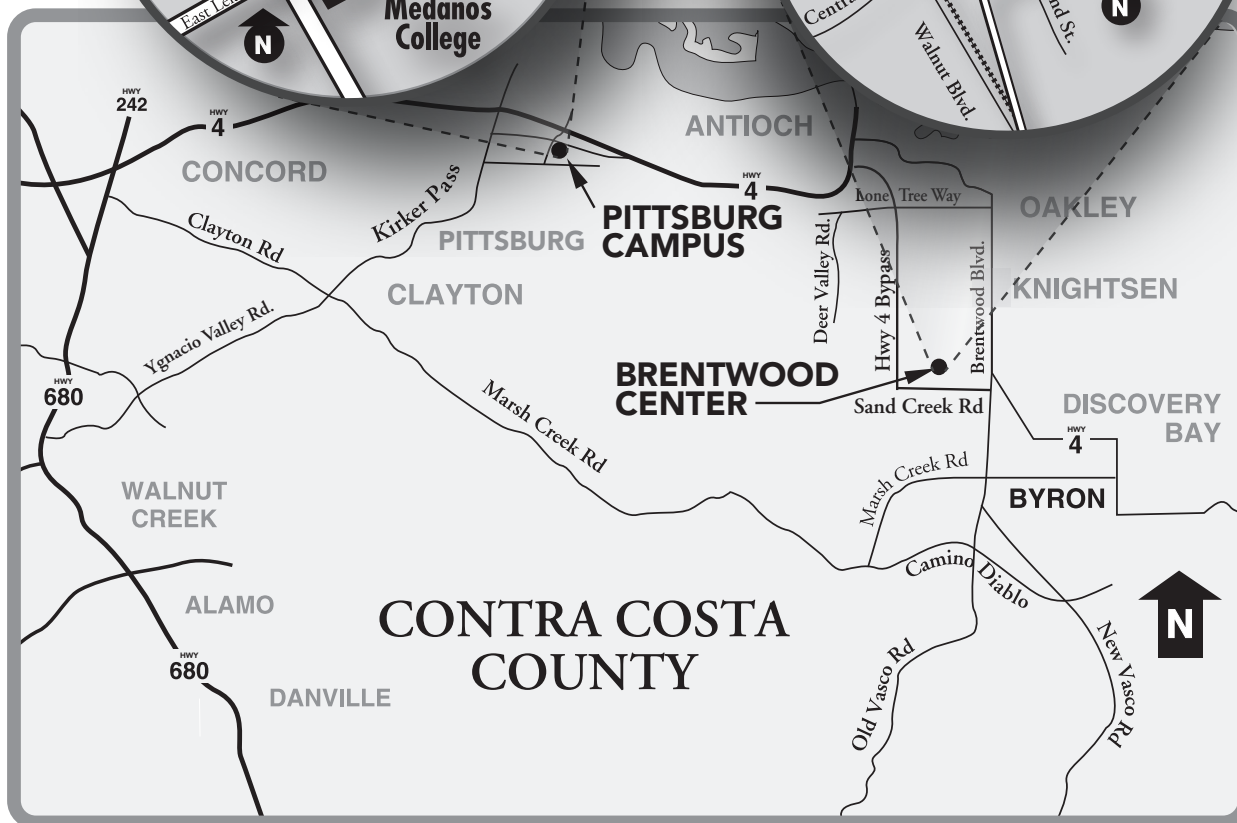 East
N
Medanos
College
Walnut Blvd.
nd St.
N
HWY
242
HWY
4
CONCORD
ANTIOCH
Kirker Pass
PITTSBURG
PITTSBURG
CAMPUS
HWY
4
Lone Tree Way
OAKLEY
Clayton Rd
CLAYTON
Deer Valley Rd.
Hwy 4 Bypass
Brentwood Blvd.
KNIGHTSEN
Ygnacio Valley Rd.
HWY
680
BRENTWOOD
CENTER
Sand Creek Rd
DISCOVERY
BAY
HWY
4
Marsh Creek Rd
Marsh Creek Rd
BYRON
WALNUT
CREEK
Camino Diablo
ALAMO
CONTRA COSTA
COUNTY
N
HWY
680
DANVILLE
Old Vasco Rd
New Vasco Rd